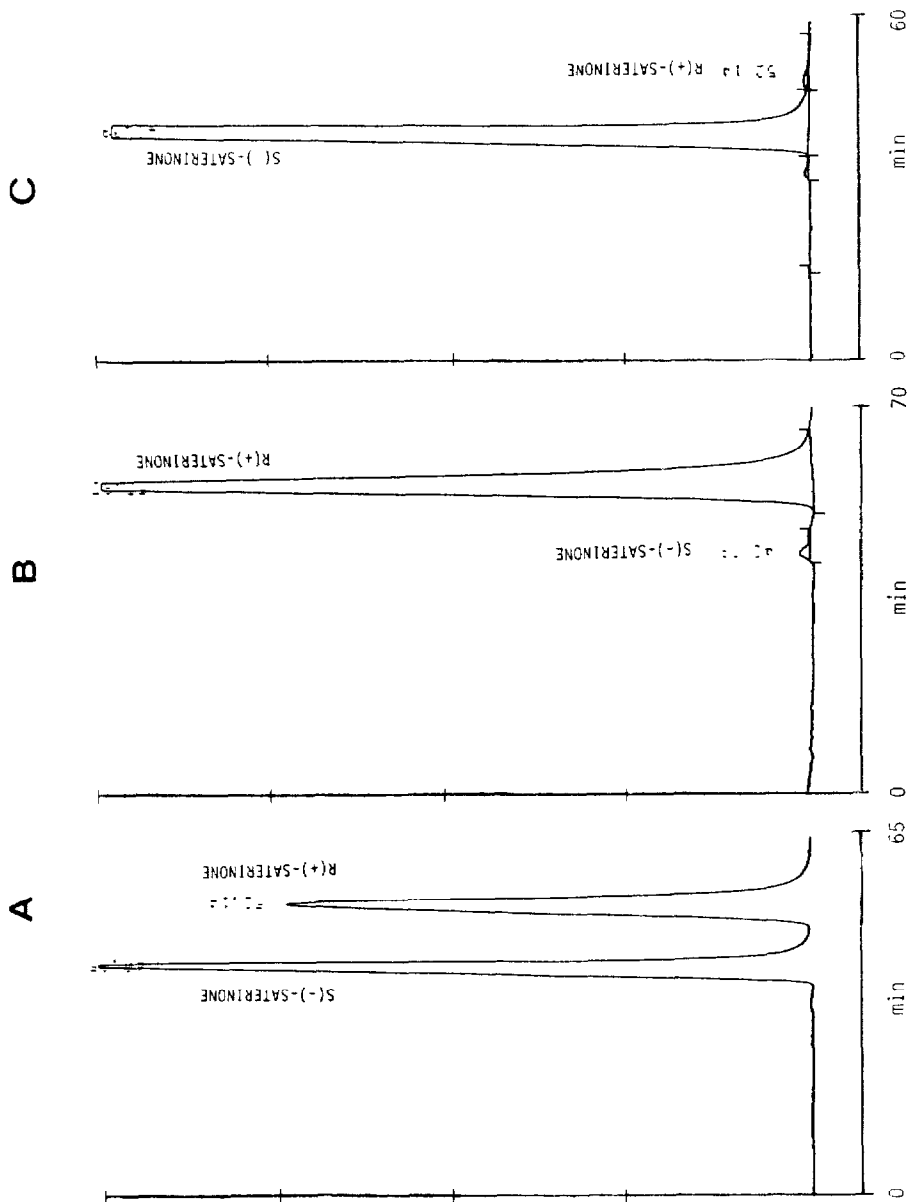 A
S(-)-SATERINONE
R(+)-SATERINONE
0
min
65
B
S(-)-SATERINONE
R(+)-SATERINONE
0
min
70
C
S(-)-SATERINONE
R(+)-SATERINONE
0
min
60